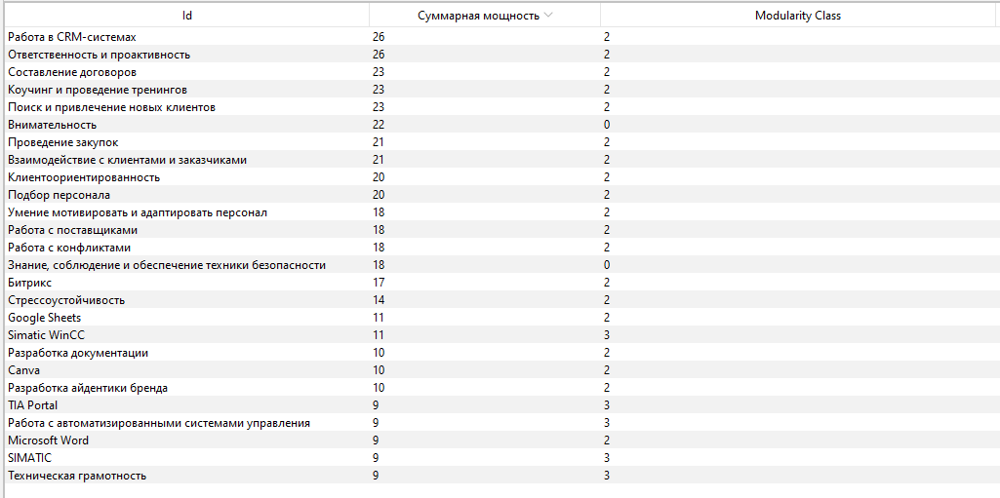 Id Суммарная мощность Modularity Class
Работа в CRM-системах 26 2
Ответственность и проактивность 26 2
Составление договоров 23 2
Коучинг и проведение тренингов 23 2
Поиск и привлечение новых клиентов 23 2
Внимательность 22 0
Проведение закупок 21 2
Взаимодействие с клиентами и заказчиками 21 2
Клиентоориентированность 20 2
Подбор персонала 20 2
Умение мотивировать и адаптировать персонал 18 2
Работа с поставщиками 18 2
Работа с конфликтами 18 2
Знание, соблюдение и обеспечение техники безопасности 18 0
Битрикс 17 2
Стрессоустойчивость 14 2
Google Sheets 11 2
Simatic WinCC 11 3
Разработка документации 10 2
Canva 10 2
Разработка айдентики бренда 10 2
TIA Portal 9 3
Работа с автоматизированными системами управления 9 3
Microsoft Word 9 2
SIMATIC 9 3
Техническая грамотность 9 3